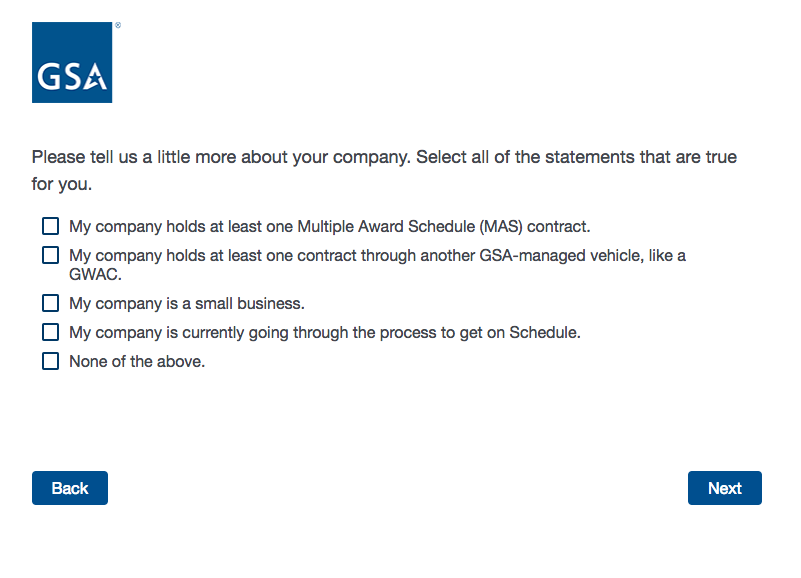 GSA ®
Please tell us a little more about your company. Select all of the statements that are true
for you.
My company holds at least one Multiple Award Schedule (MAS) contract.
My company holds at least one contract through another GSA-managed vehicle, like a
GWAC.
My company is a small business.
My company is currently going through the process to get on Schedule.
None of the above.
Back Next